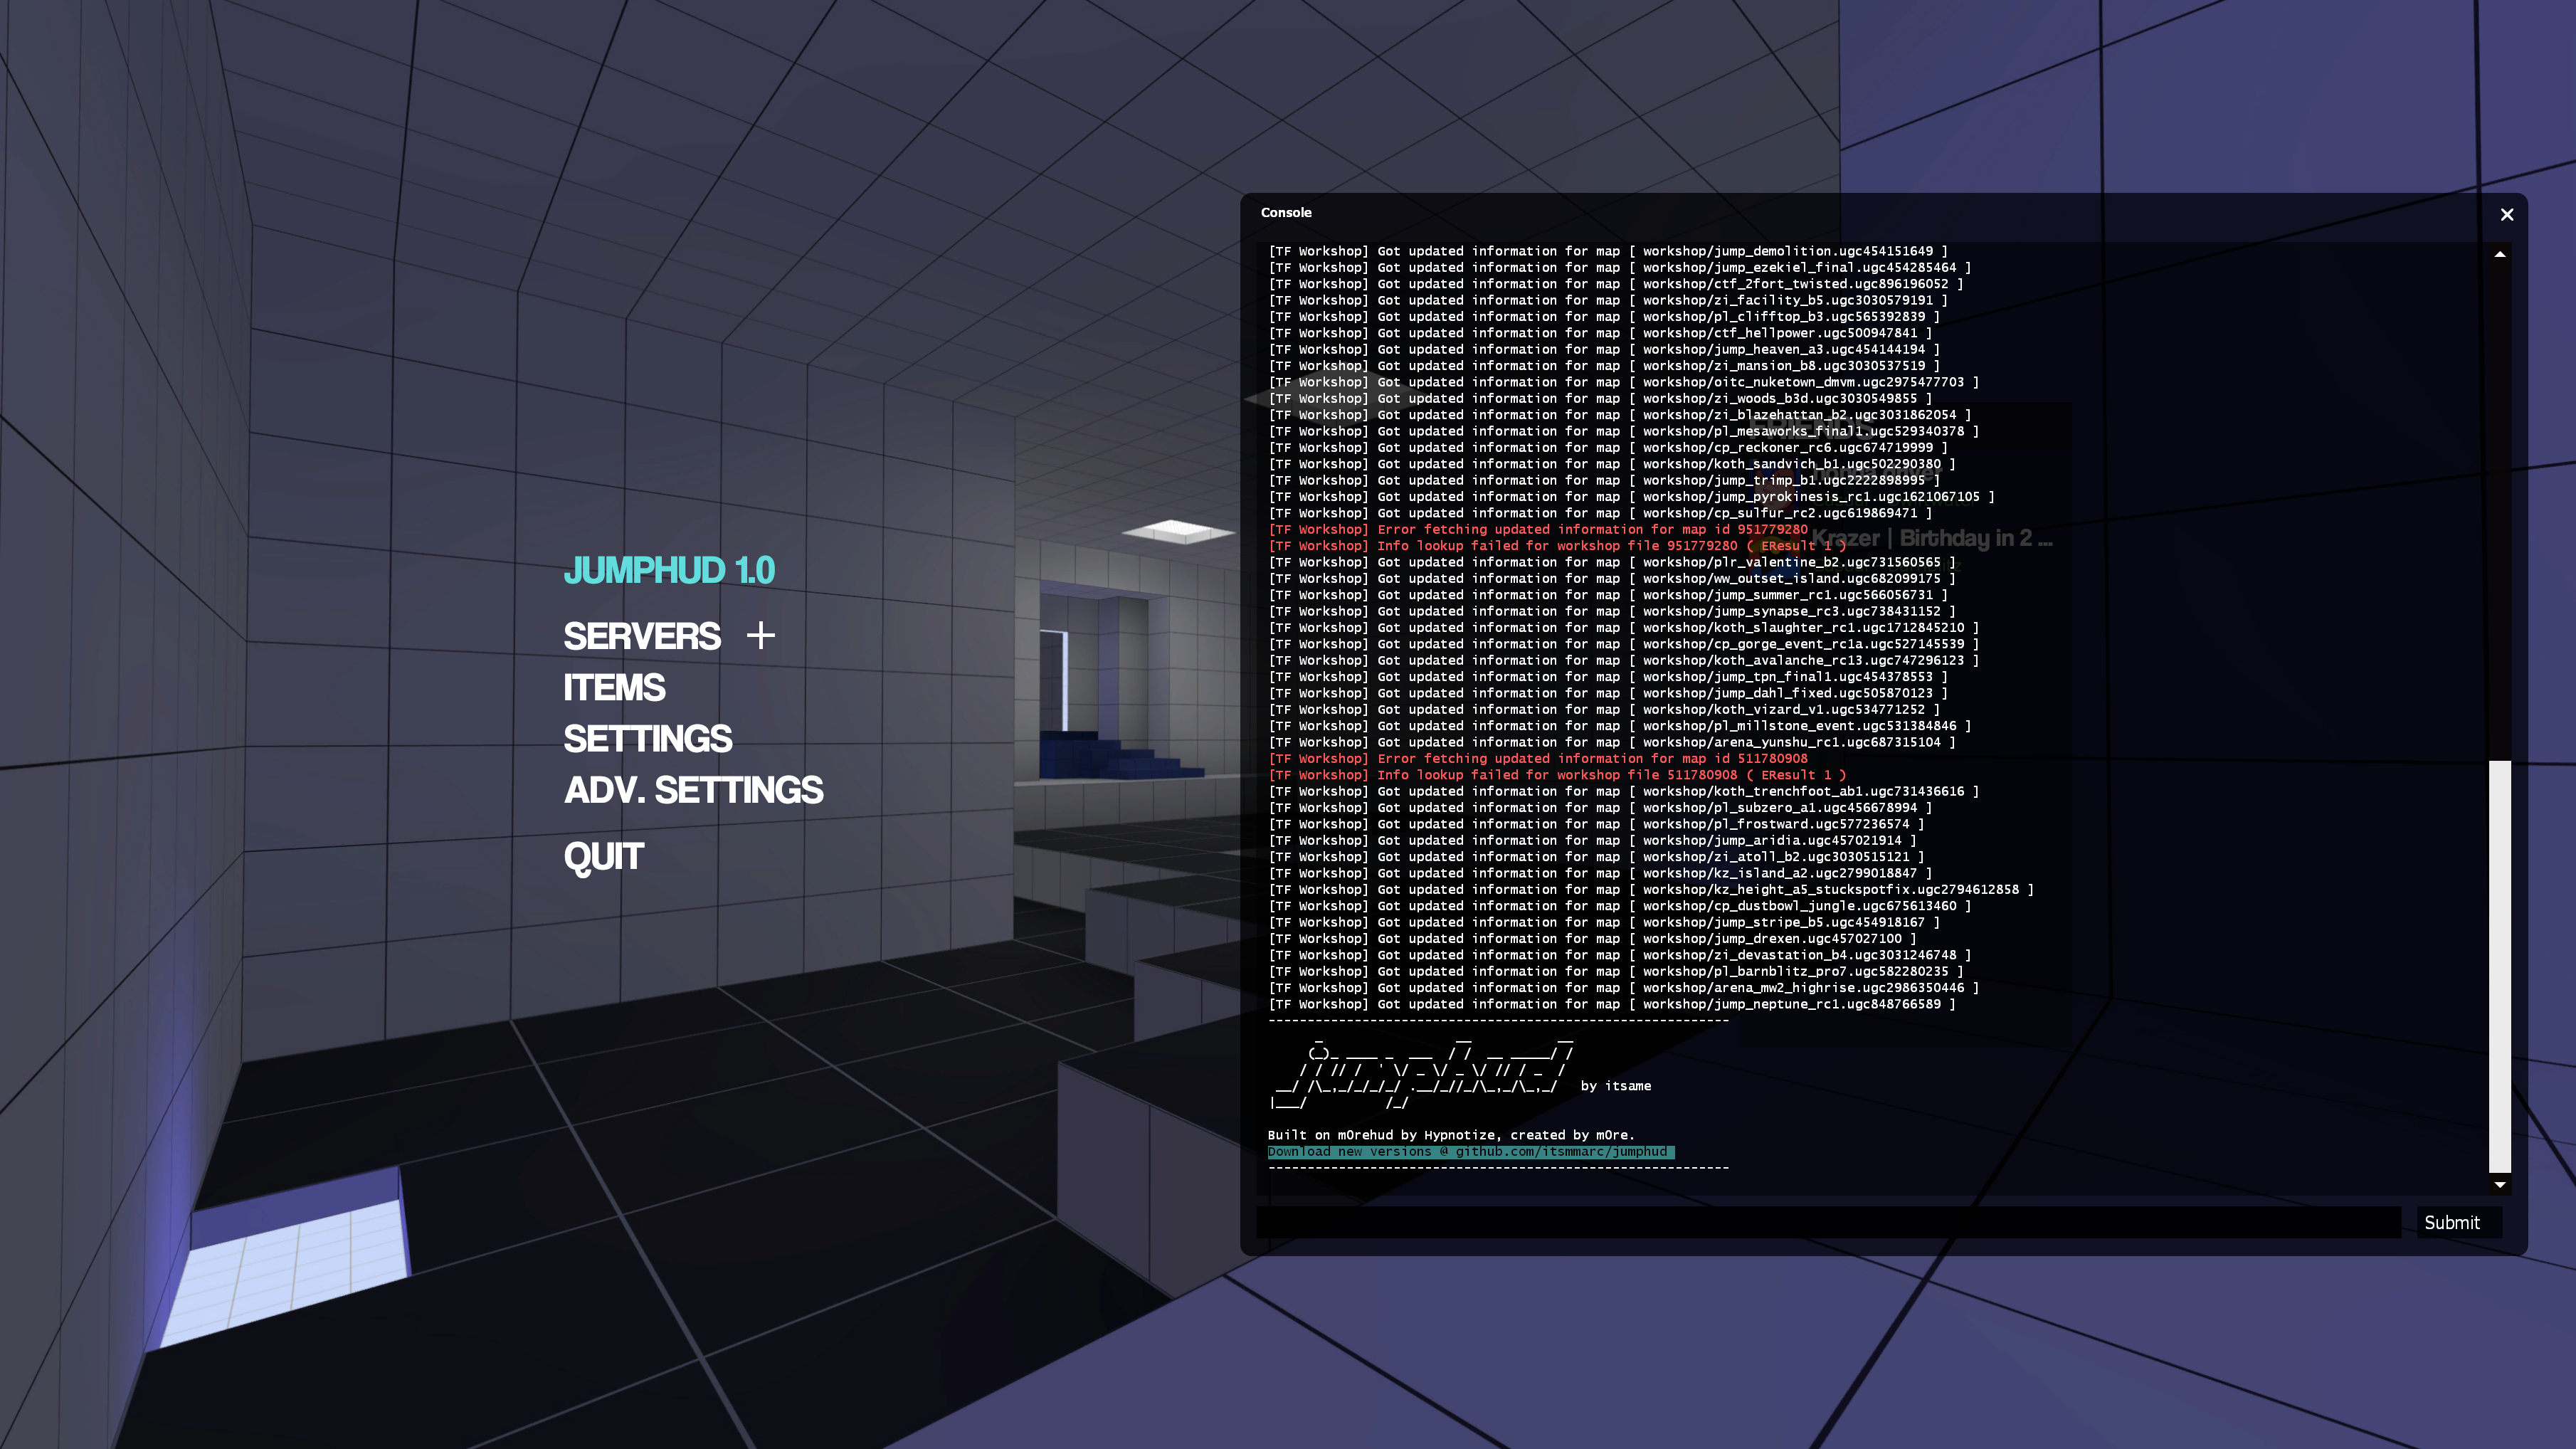 JUMPHUD 1.0
SERVERS +
ITEMS
SETTINGS
ADV. SETTINGS
QUIT
Console
[TF Workshop] Got updated information for map [ workshop/jump_demolition.ugc454151649 ]
[TF Workshop] Got updated information for map [ workshop/jump_ezekiel_final.ugc454285464 ]
[TF Workshop] Got updated information for map [ workshop/ctf_2fort_twisted.ugc896196052 ]
[TF Workshop] Got updated information for map [ workshop/zi_facility_b5.ugc3030579191 ]
[TF Workshop] Got updated information for map [ workshop/pl_clifftop_b3.ugc565392839 ]
[TF Workshop] Got updated information for map [ workshop/ctf_hellpower.ugc500947841 ]
[TF Workshop] Got updated information for map [ workshop/jump_heaven_a3.ugc454144194 ]
[TF Workshop] Got updated information for map [ workshop/zi_mansion_b8.ugc3030537519 ]
[TF Workshop] Got updated information for map [ workshop/oitc_nuketown_dmvm.ugc2975477703 ]
[TF Workshop] Got updated information for map [ workshop/zi_woods_b3d.ugc3030549855 ]
[TF Workshop] Got updated information for map [ workshop/zi_blazehattan_b2.ugc3031862054 ]
[TF Workshop] Got updated information for map [ workshop/pl_mesaworks_final1.ugc529340378 ]
[TF Workshop] Got updated information for map [ workshop/cp_reckoner_rc6.ugc674719999 ]
[TF Workshop] Got updated information for map [ workshop/koth_sandvich_b1.ugc502290380 ]
[TF Workshop] Got updated information for map [ workshop/jump_trimp_b1.ugc2222898995 ]
[TF Workshop] Got updated information for map [ workshop/jump_pyrokinesis_rc1.ugc1621067105 ]
[TF Workshop] Got updated information for map [ workshop/cp_sulfur_rc2.ugc619869471 ]
[TF Workshop] Error fetching updated information for map id 951779280
[TF Workshop] Info lookup failed for workshop file 951779280 ( EResult 1 )
[TF Workshop] Got updated information for map [ workshop/plr_valentine_b2.ugc731560565 ]
[TF Workshop] Got updated information for map [ workshop/ww_outset_island.ugc682099175 ]
[TF Workshop] Got updated information for map [ workshop/jump_summer_rc1.ugc566056731 ]
[TF Workshop] Got updated information for map [ workshop/jump_synapse_rc3.ugc738431152 ]
[TF Workshop] Got updated information for map [ workshop/koth_slaughter_rc1.ugc1712845210 ]
[TF Workshop] Got updated information for map [ workshop/cp_gorge_event_rc1a.ugc527145539 ]
[TF Workshop] Got updated information for map [ workshop/koth_avalanche_rc13.ugc747296123 ]
[TF Workshop] Got updated information for map [ workshop/jump_tpn_final1.ugc454378553 ]
[TF Workshop] Got updated information for map [ workshop/jump_dahl_fixed.ugc505870123 ]
[TF Workshop] Got updated information for map [ workshop/koth_vizard_v1.ugc534771252 ]
[TF Workshop] Got updated information for map [ workshop/pl_millstone_event.ugc531384846 ]
[TF Workshop] Got updated information for map [ workshop/arena_yunshu_rc1.ugc687315104 ]
[TF Workshop] Error fetching updated information for map id 511780908
[TF Workshop] Info lookup failed for workshop file 511780908 ( EResult 1 )
[TF Workshop] Got updated information for map [ workshop/koth_trenchfoot_ab1.ugc731436616 ]
[TF Workshop] Got updated information for map [ workshop/pl_subzero_a1.ugc456678994 ]
[TF Workshop] Got updated information for map [ workshop/pl_frostward.ugc577236574 ]
[TF Workshop] Got updated information for map [ workshop/jump_aridia.ugc457021914 ]
[TF Workshop] Got updated information for map [ workshop/zi_atoll_b2.ugc3030515121 ]
[TF Workshop] Got updated information for map [ workshop/kz_island_a2.ugc2799018847 ]
[TF Workshop] Got updated information for map [ workshop/kz_height_a5_stuckspotfix.ugc2794612858 ]
[TF Workshop] Got updated information for map [ workshop/cp_dustbowl_jungle.ugc675613460 ]
[TF Workshop] Got updated information for map [ workshop/jump_stripe_b5.ugc454918167 ]
[TF Workshop] Got updated information for map [ workshop/jump_drexen.ugc457027100 ]
[TF Workshop] Got updated information for map [ workshop/zi_devastation_b4.ugc3031246748 ]
[TF Workshop] Got updated information for map [ workshop/pl_barnblitz_pro7.ugc582280235 ]
[TF Workshop] Got updated information for map [ workshop/arena_mw2_highrise.ugc2986350446 ]
[TF Workshop] Got updated information for map [ workshop/jump_neptune_rc1.ugc848766589 ]
by itsame
Built on m0rehud by Hypnotize, created by m0re.
Download new versions @ github.com/itsmmarc/jumphud
Submit
FRIENDS
Krazer | Birthday in 2 ...